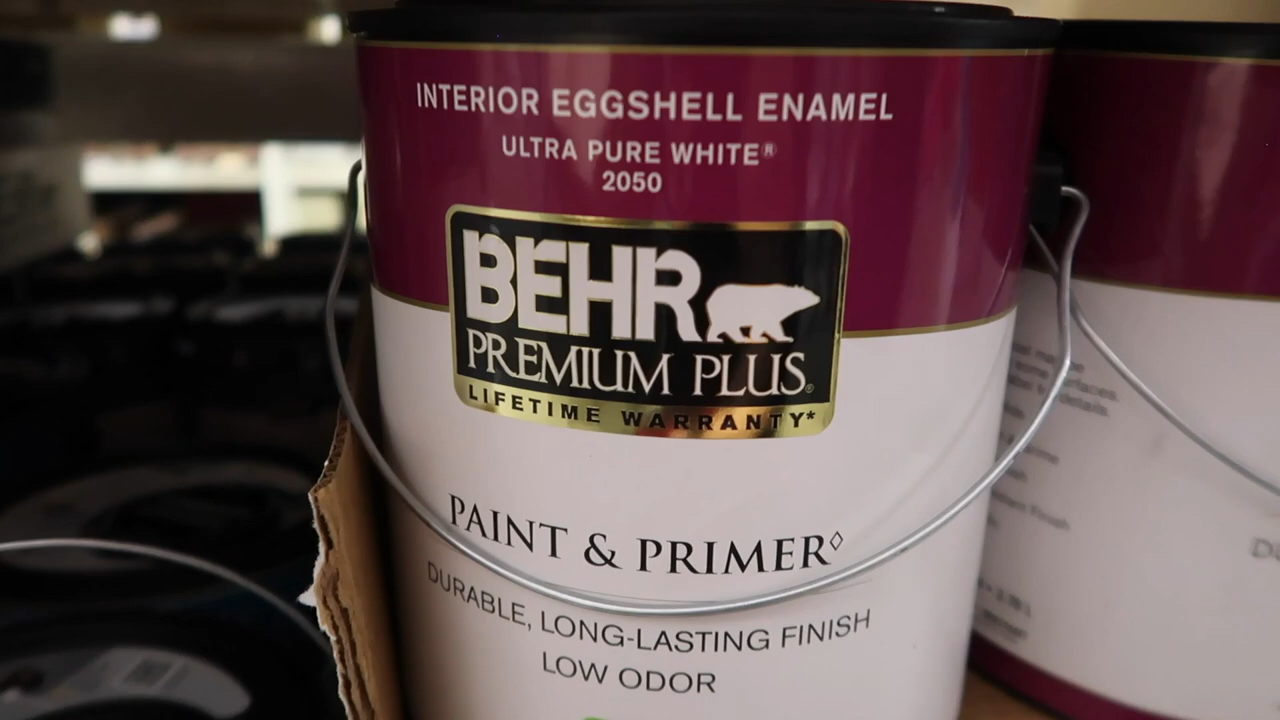 INTERIOR EGGSHELL ENAMEL
ULTRA PURE WHITE®
2050
BEHR
PREMIUM PLUS®
LIFETIME WARRANTY*
PAINT & PRIMER◊
DURABLE, LONG-LASTING FINISH
LOW ODOR